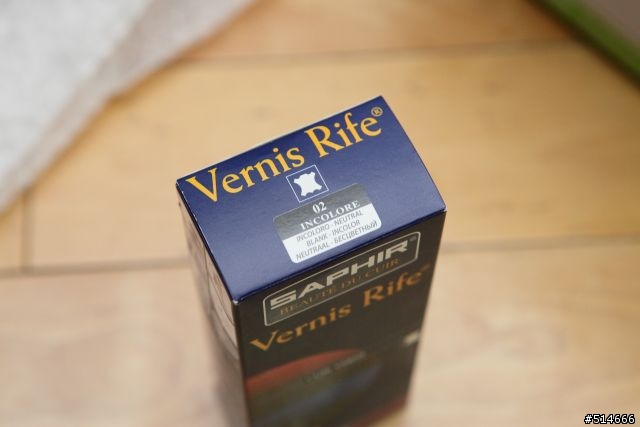 Vernis Rife®
02
INCOLORE
INCOLORO - NEUTRAL
BLANK - INCOLOR
NEUTRAAL - БЕСЦВЕТНЫЙ
SAPHIR
BEAUTÉ DU CUIR
Vernis Rife®
#514666